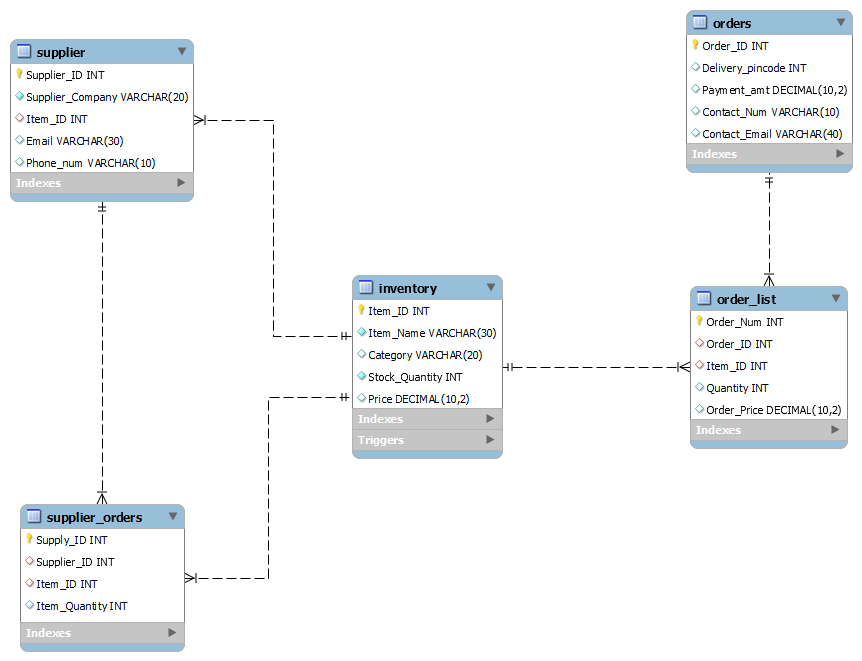 supplier
Supplier_ID INT
Supplier_Company VARCHAR(20)
Item_ID INT
Email VARCHAR(30)
Phone_num VARCHAR(10)
Indexes
orders
Order_ID INT
Delivery_pincode INT
Payment_amt DECIMAL(10,2)
Contact_Num VARCHAR(10)
Contact_Email VARCHAR(40)
Indexes
inventory
Item_ID INT
Item_Name VARCHAR(30)
Category VARCHAR(20)
Stock_Quantity INT
Price DECIMAL(10,2)
Indexes
Triggers
order_list
Order_Num INT
Order_ID INT
Item_ID INT
Quantity INT
Order_Price DECIMAL(10,2)
Indexes
supplier_orders
Supply_ID INT
Supplier_ID INT
Item_ID INT
Item_Quantity INT
Indexes